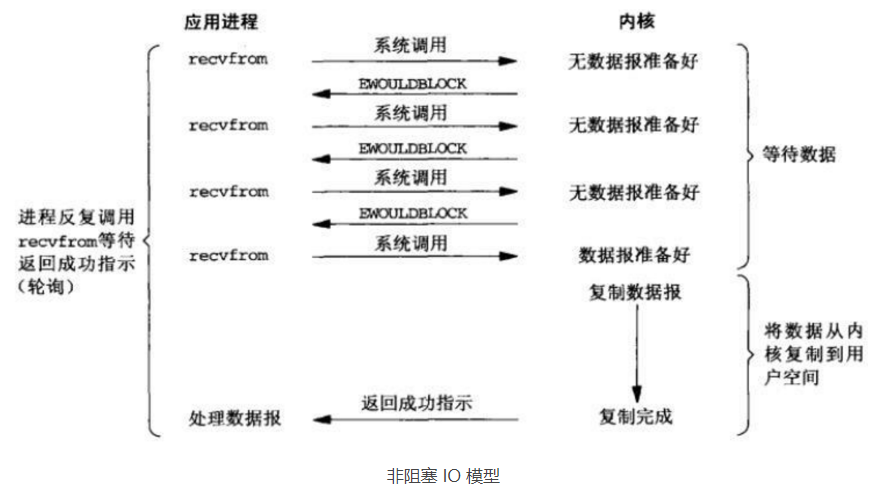 应用进程 内核
recvfrom 系统调用 无数据报准备好
EWOULDBLOCK
recvfrom 系统调用 无数据报准备好
EWOULDBLOCK
recvfrom 系统调用 无数据报准备好
EWOULDBLOCK
recvfrom 系统调用 数据报准备好
等待数据
进程反复调用
recvfrom等待
返回成功指示
(轮询)
复制数据报
将数据从内
核复制到用
户空间
处理数据报 返回成功指示 复制完成
非阻塞 IO 模型